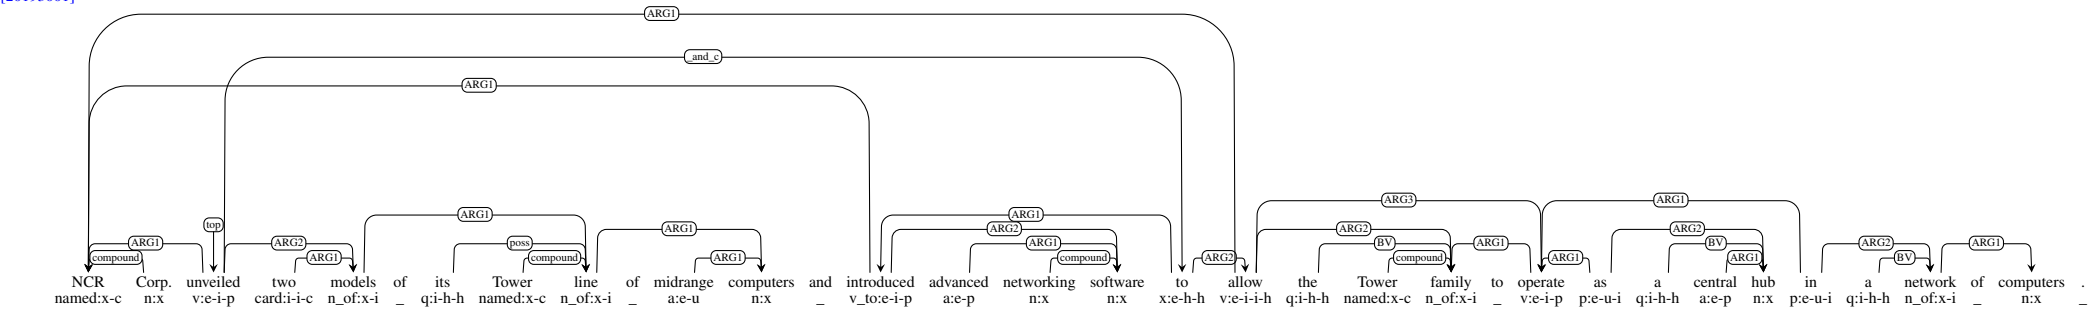 ARG1
_and_c
ARG1
ARG1 ARG3 ARG1
top ARG1 ARG2 ARG1 ARG2 ARG2
ARG1 ARG2 poss ARG1 BV ARG1 BV ARG2 ARG1
compound ARG1 compound ARG1 compound ARG2 compound ARG1 ARG1 BV
NCR Corp. unveiled two models of its Tower line of midrange computers and introduced advanced networking software to allow the Tower family to operate as a central hub in a network of computers .
named:x-c n:x v:e-i-p card:i-i-c n_of:x-i _ q:i-h-h named:x-c n_of:x-i _ a:e-u n:x _ v_to:e-i-p a:e-p n:x n:x x:e-h-h v:e-i-i-h q:i-h-h named:x-c n_of:x-i _ v:e-i-p p:e-u-i q:i-h-h a:e-p n:x p:e-u-i q:i-h-h n_of:x-i _ n:x _